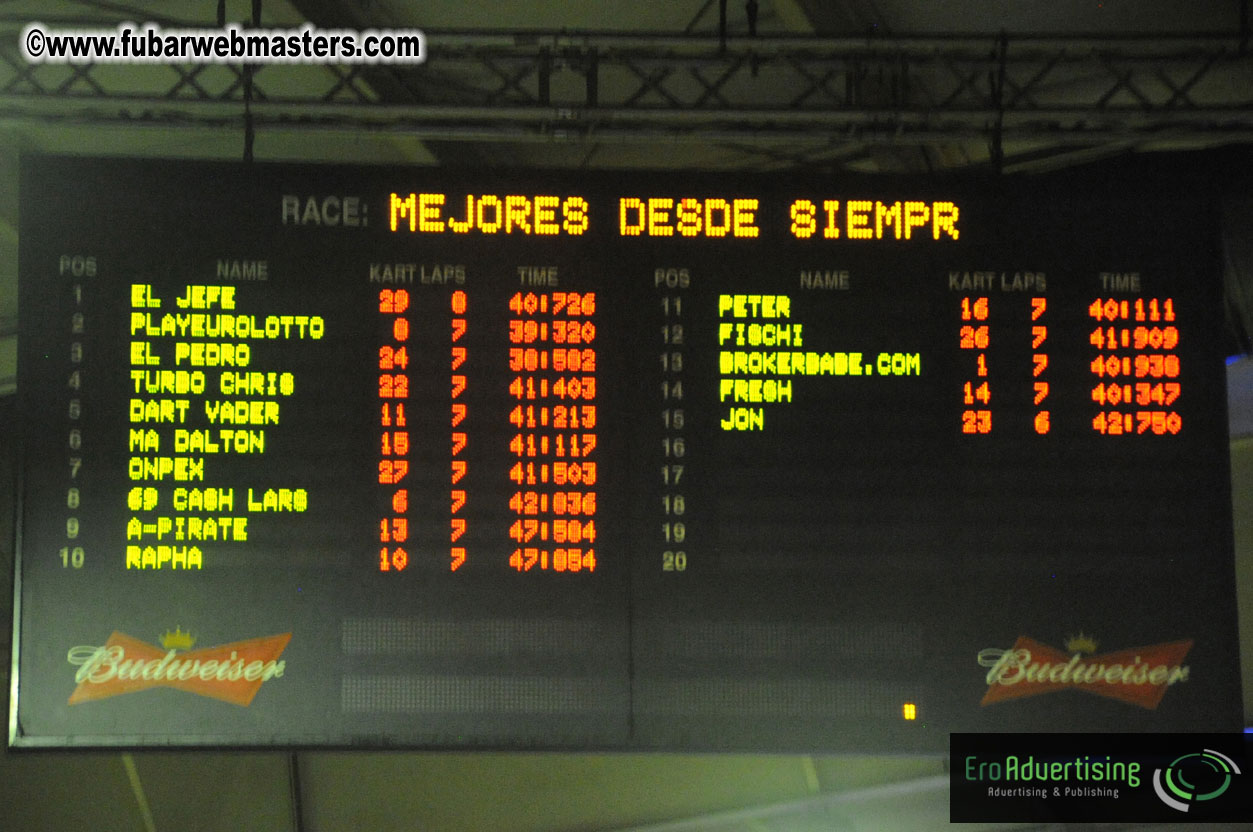 ©www.fubarwebmasters.com
RACE: MEJORES DESDE SIEMPR
POS NAME KART LAPS TIME
1 EL JEFE 29 8 40:726
2 PLAYEUROLOTTO 8 7 39:320
3 EL PEDRO 24 7 38:582
4 TURBO CHRIS 22 7 41:403
5 DART VADER 11 7 41:213
6 MA DALTON 15 7 41:117
7 ONPEX 27 7 41:503
8 69 CASH LARS 6 7 42:836
9 A-PIRATE 13 7 47:584
10 RAPHA 10 7 47:854
POS NAME KART LAPS TIME
11 PETER 16 7 40:111
12 FISCHI 26 7 41:909
13 BROKERBABE.COM 1 7 40:938
14 FRESH 14 7 40:347
15 JON 23 6 42:750
16
17
18
19
20
Budweiser
Budweiser
EroAdvertising
Advertising & Publishing